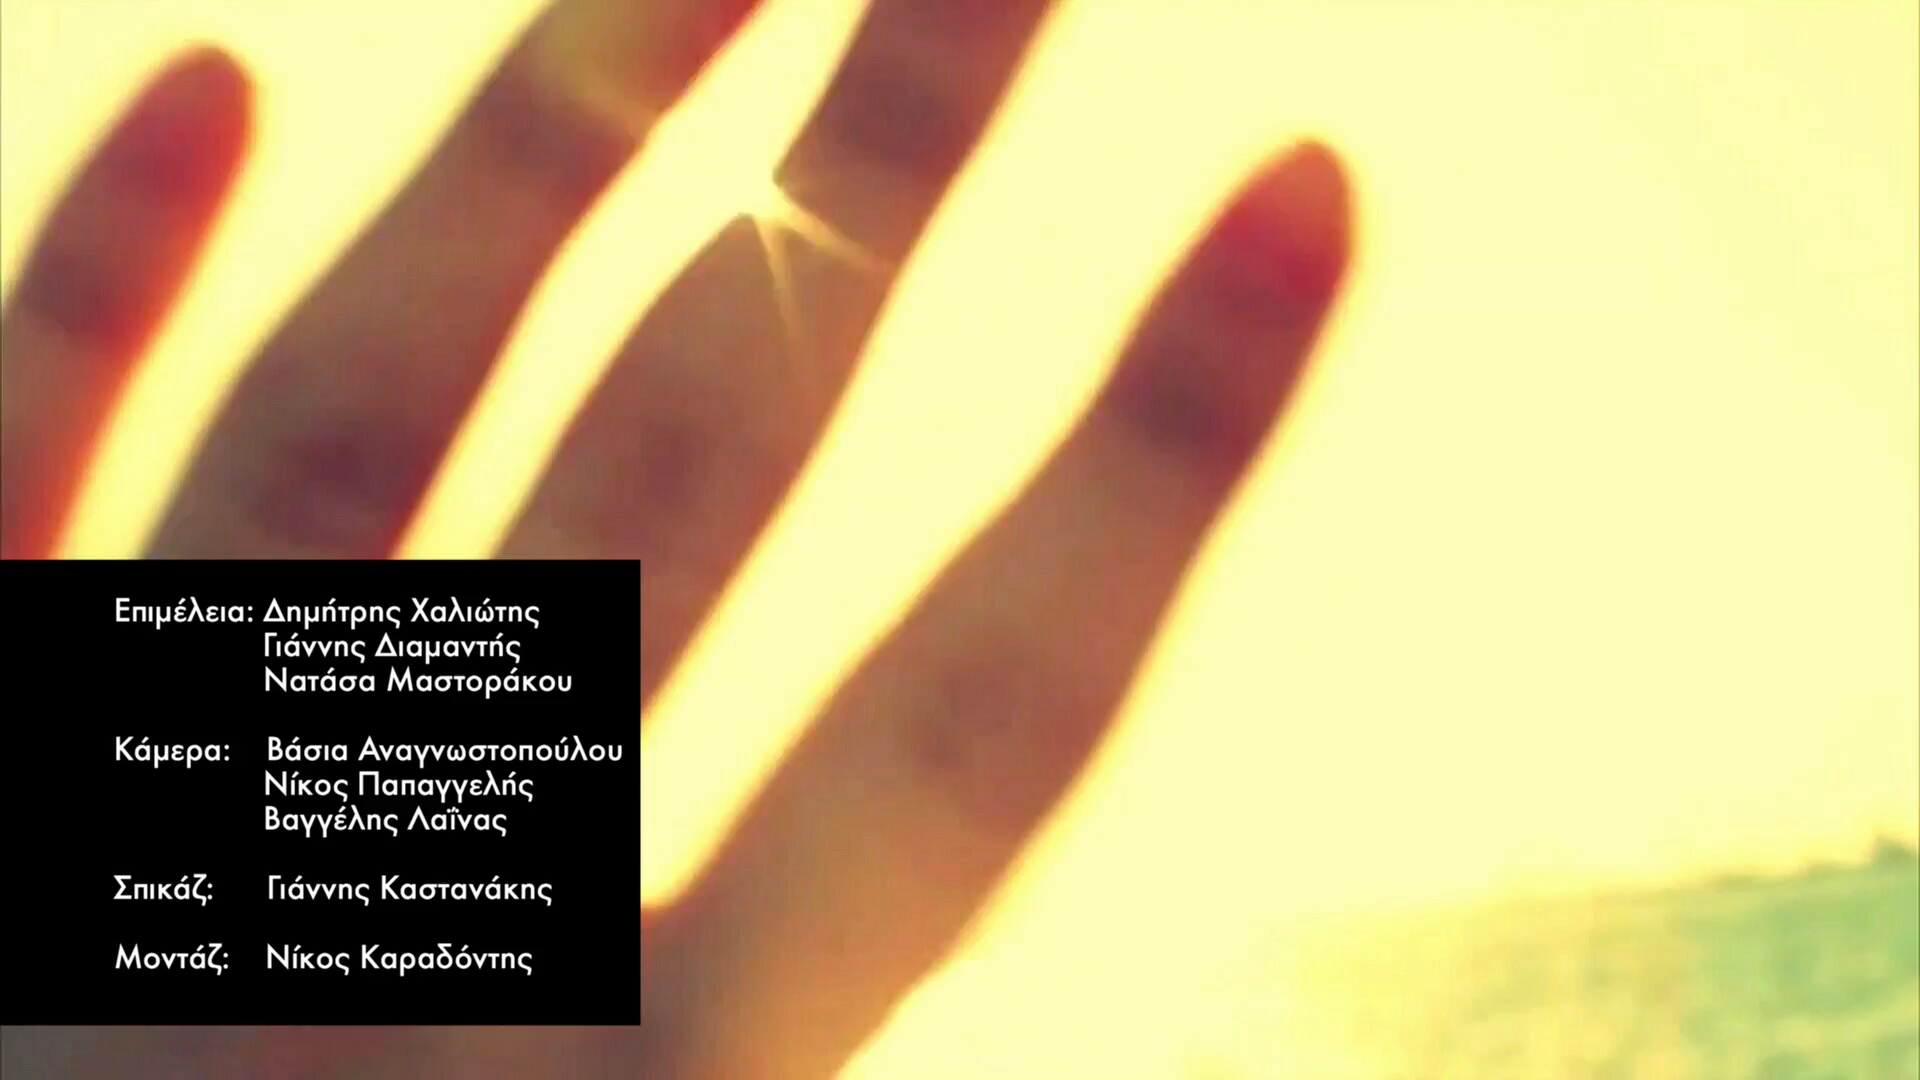 Επιμέλεια: Δημήτρης Χαλιώτης
Γιάννης Διαμαντής
Νατάσα Μαστοράκου
Κάμερα: Βάσια Αναγνωστοπούλου
Νίκος Παπαγγελής
Βαγγέλης Λαΐνας
Σπικάζ: Γιάννης Καστανάκης
Μοντάζ: Νίκος Καραδόντης